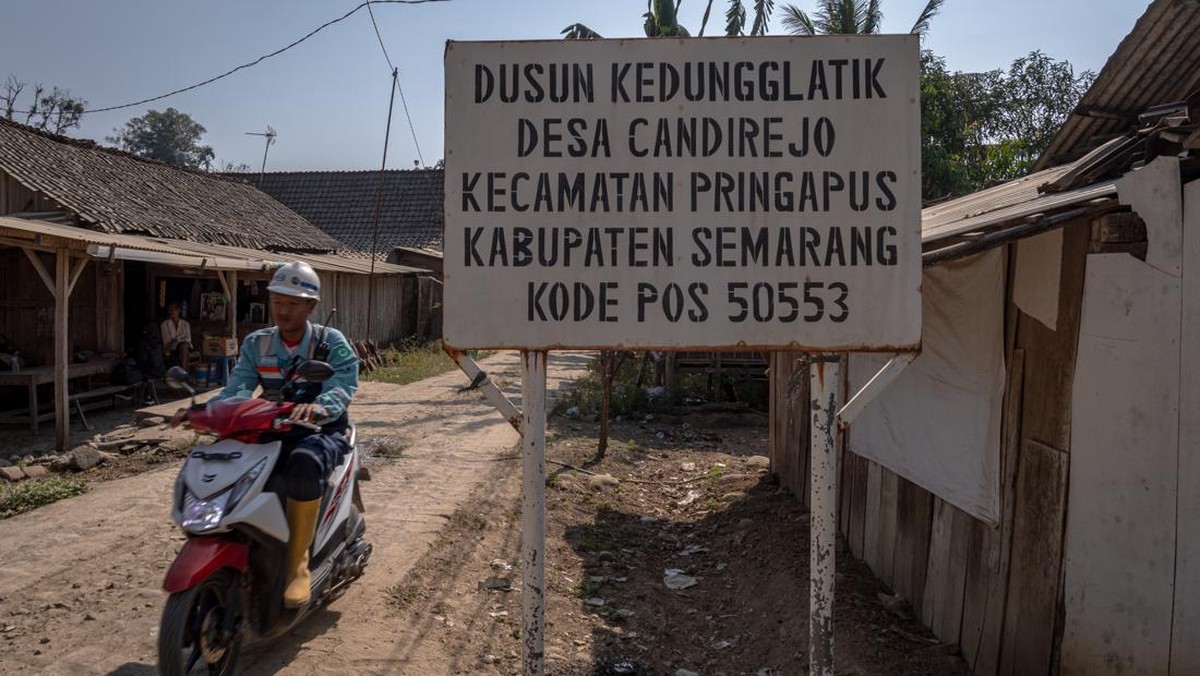 DUSUN KEDUNGGLATIK
DESA CANDIREJO
KECAMATAN PRINGAPUS
KABUPATEN SEMARANG
KODE POS 50553